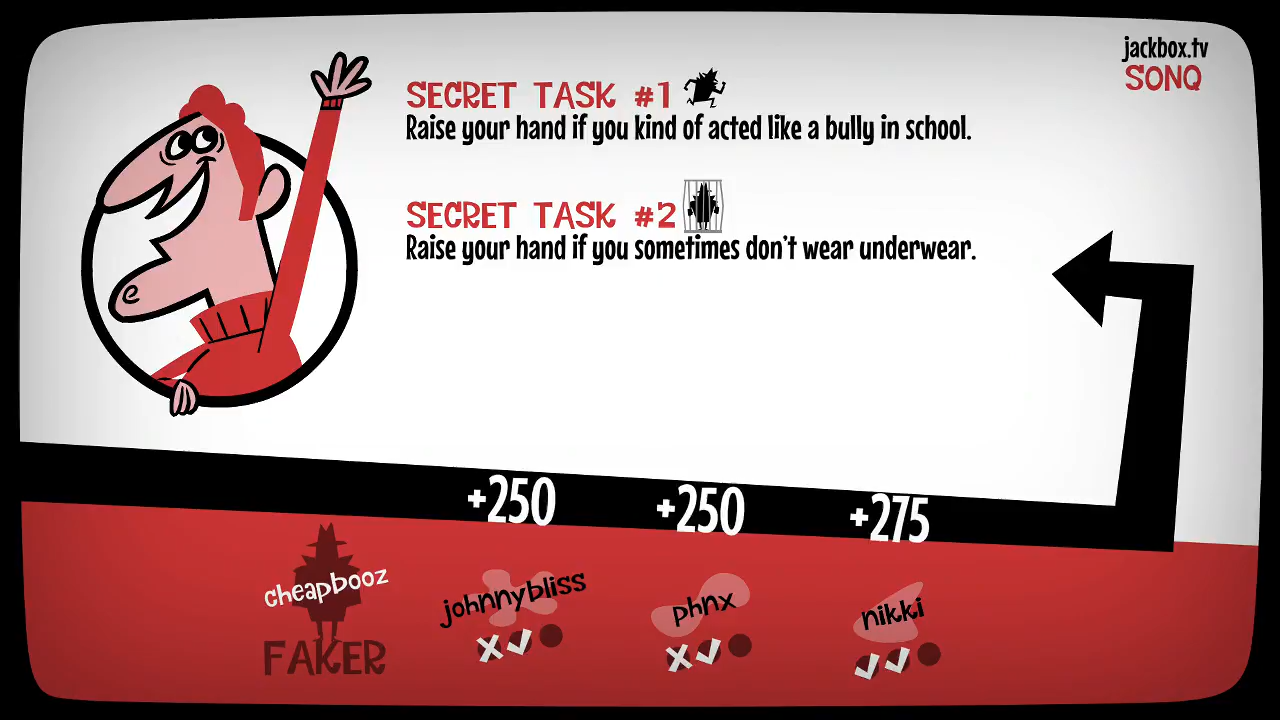 jackbox.tv
SONQ
SECRET TASK #1
Raise your hand if you kind of acted like a bully in school.
SECRET TASK #2
Raise your hand if you sometimes don't wear underwear.
+250
+250
+275
cheapbooz
FAKER
johnnybliss
phnx
nikki